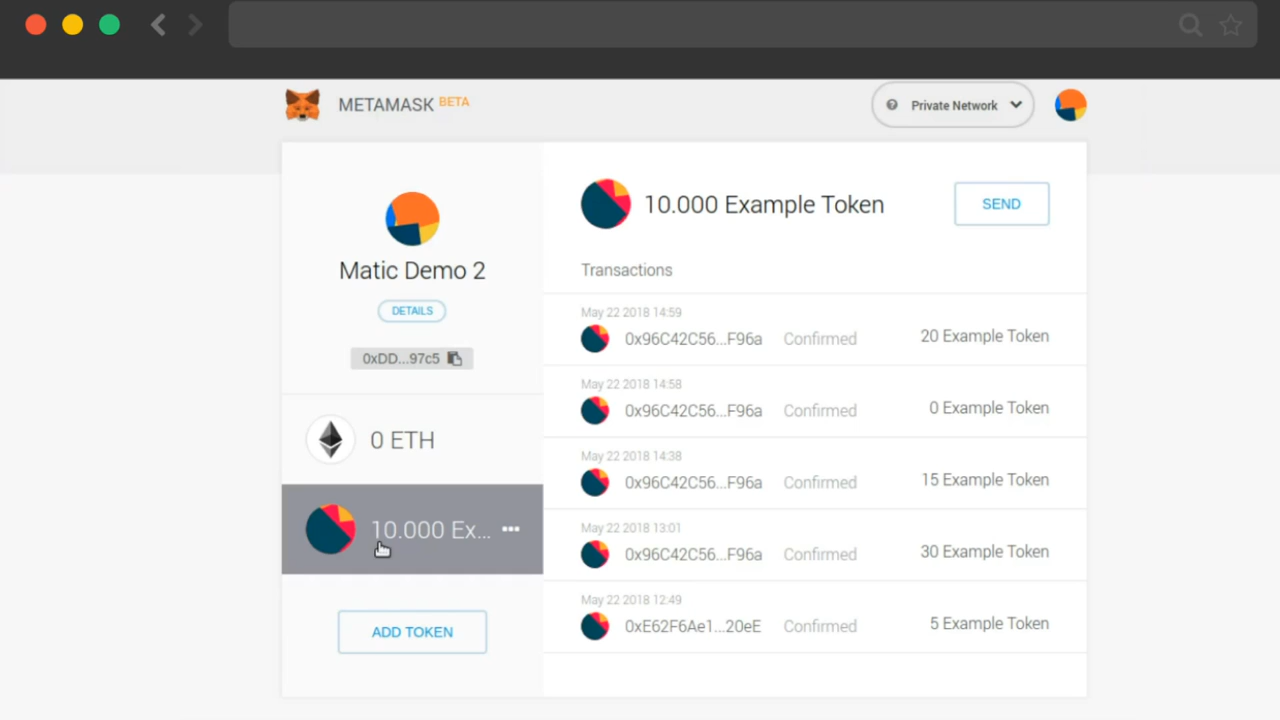 METAMASK BETA
Private Network
Matic Demo 2
DETAILS
0xDD...97c5
0 ETH
10.000 Ex...
ADD TOKEN
10.000 Example Token
SEND
Transactions
May 22 2018 14:59
0x96C42C56...F96a Confirmed 20 Example Token
May 22 2018 14:58
0x96C42C56...F96a Confirmed 0 Example Token
May 22 2018 14:38
0x96C42C56...F96a Confirmed 15 Example Token
May 22 2018 13:01
0x96C42C56...F96a Confirmed 30 Example Token
May 22 2018 12:49
0xE62F6Ae1...20eE Confirmed 5 Example Token